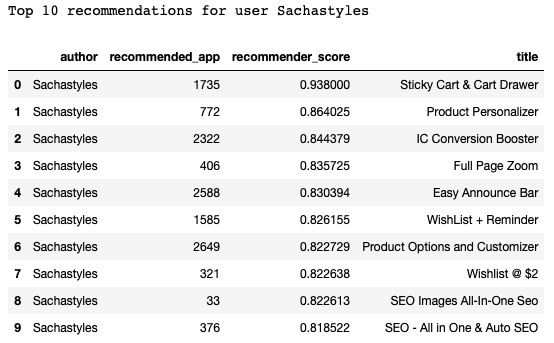 Top 10 recommendations for user Sachastyles
author recommended_app recommender_score title
0 Sachastyles 1735 0.938000 Sticky Cart & Cart Drawer
1 Sachastyles 772 0.864025 Product Personalizer
2 Sachastyles 2322 0.844379 IC Conversion Booster
3 Sachastyles 406 0.835725 Full Page Zoom
4 Sachastyles 2588 0.830394 Easy Announce Bar
5 Sachastyles 1585 0.826155 WishList + Reminder
6 Sachastyles 2649 0.822729 Product Options and Customizer
7 Sachastyles 321 0.822638 Wishlist @ $2
8 Sachastyles 33 0.822613 SEO Images All-In-One Seo
9 Sachastyles 376 0.818522 SEO - All in One & Auto SEO